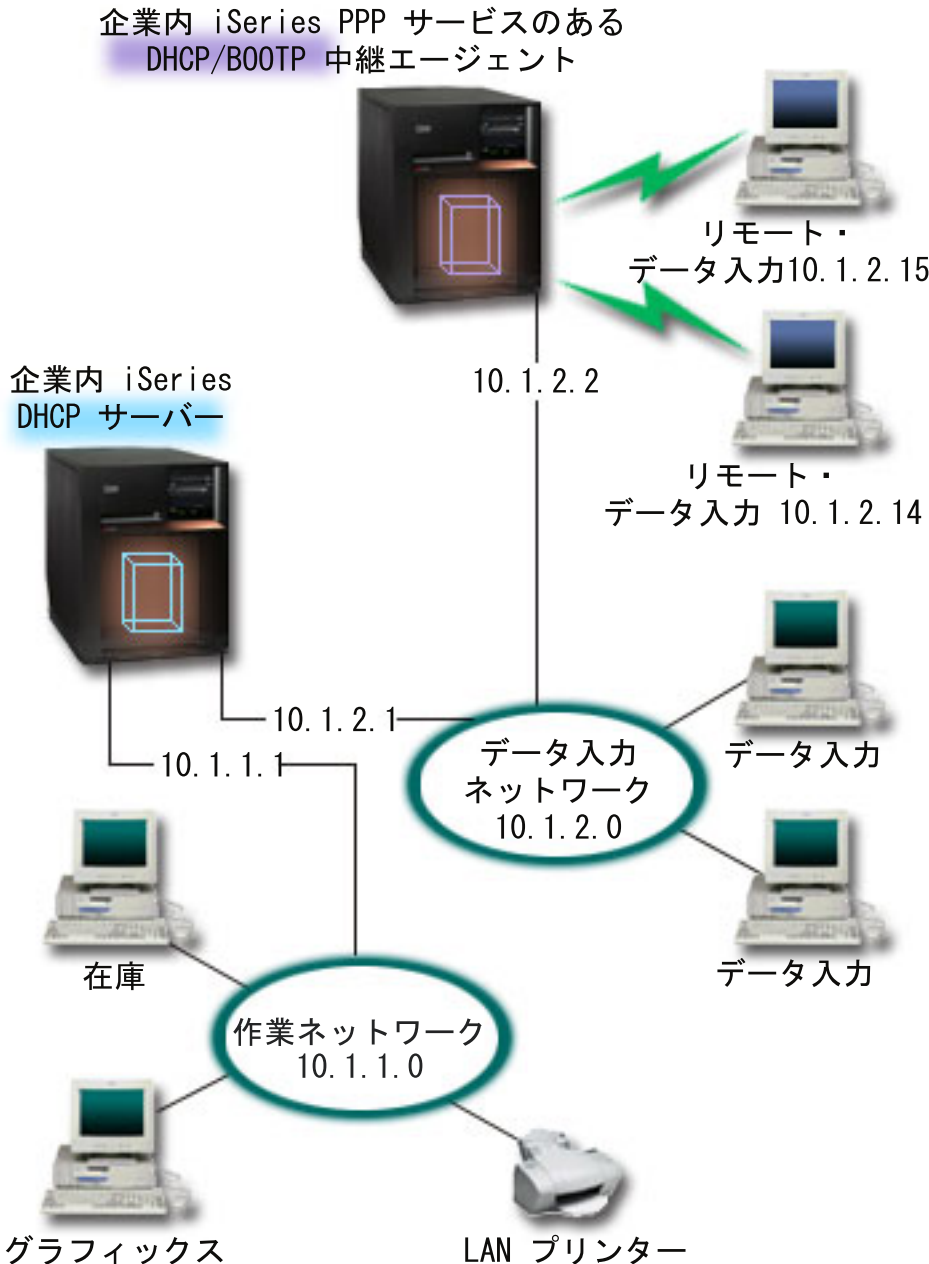 企業内 iSeries PPP サービスのある
DHCP/BOOTP 中継エージェント
リモート・
データ入力10.1.2.15
10.1.2.2
企業内 iSeries
DHCP サーバー
リモート・
データ入力 10.1.2.14
10.1.2.1
データ入力
ネットワーク
10.1.2.0
データ入力
10.1.1.1
データ入力
在庫
作業ネットワーク
10.1.1.0
グラフィックス
LAN プリンター